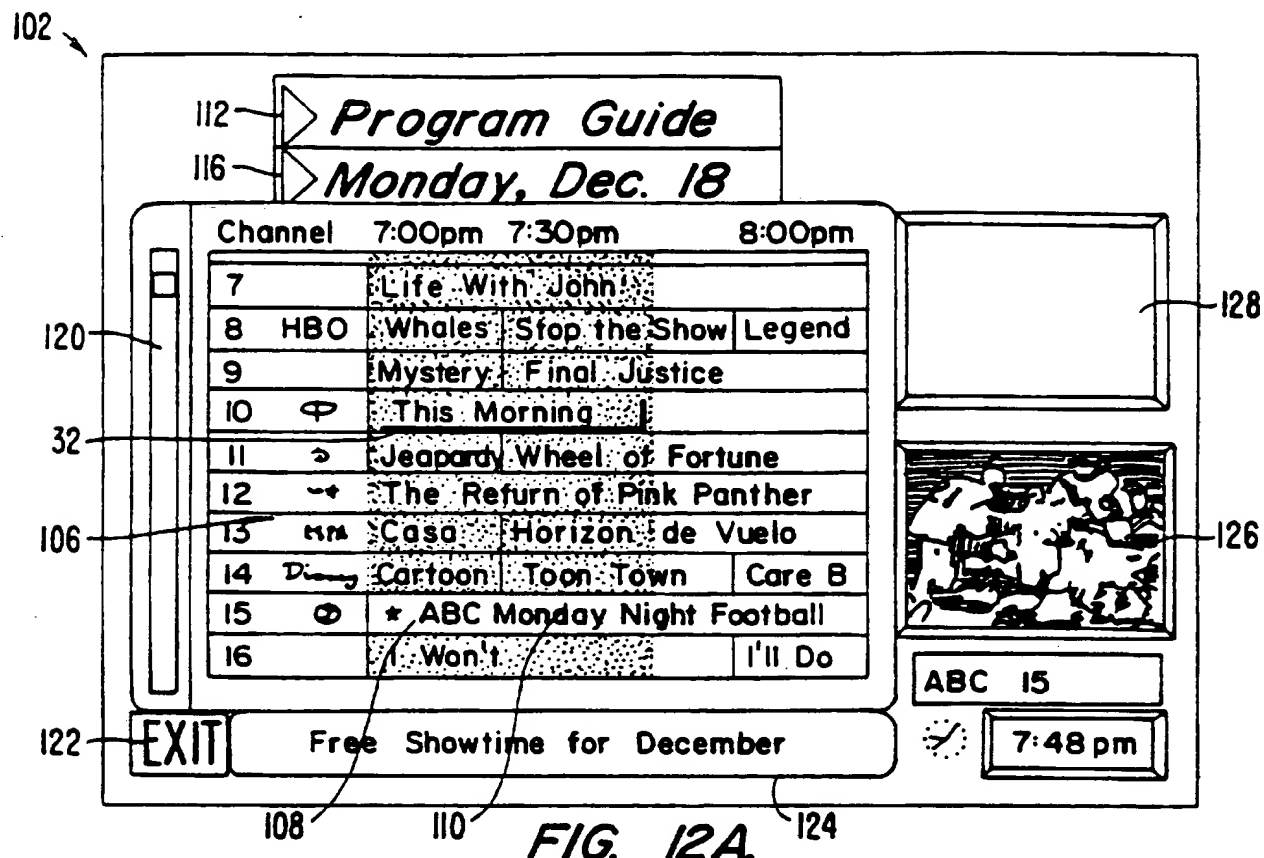 102
112 Program Guide
116 Monday, Dec. 18
Channel 7:00pm 7:30pm 8:00pm
7 Life With John
8 HBO Whales Stop the Show Legend
128
120
9 Mystery Final Justice
10 This Morning
32
11 Jeopardy Wheel of Fortune
12 The Return of Pink Panther
106
13 Casa Horizon de Vuelo
126
14 Disney Cartoon Toon Town Care B
15 * ABC Monday Night Football
16 I Won't I'll Do
ABC 15
122 EXIT Free Showtime for December 7:48 pm
108 110 124
FIG. 12A.